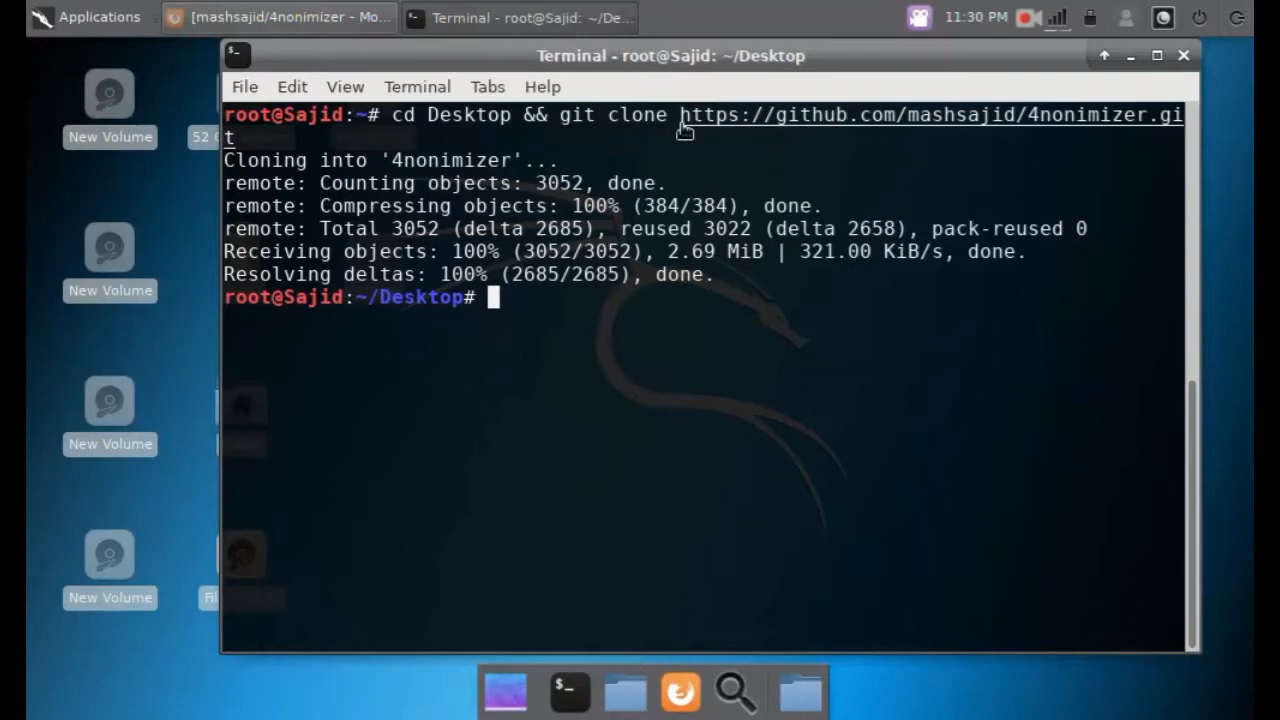 Applications
[mashsajid/4nonimizer - Mo...
Terminal - root@Sajid: ~/De...
11:30 PM
Terminal - root@Sajid: ~/Desktop
File Edit View Terminal Tabs Help
root@Sajid:~# cd Desktop && git clone https://github.com/mashsajid/4nonimizer.gi
t
Cloning into '4nonimizer'...
remote: Counting objects: 3052, done.
remote: Compressing objects: 100% (384/384), done.
remote: Total 3052 (delta 2685), reused 3022 (delta 2658), pack-reused 0
Receiving objects: 100% (3052/3052), 2.69 MiB | 321.00 KiB/s, done.
Resolving deltas: 100% (2685/2685), done.
root@Sajid:~/Desktop#
New Volume
52 
New Volume
New Volume
New Volume
Fil
$-